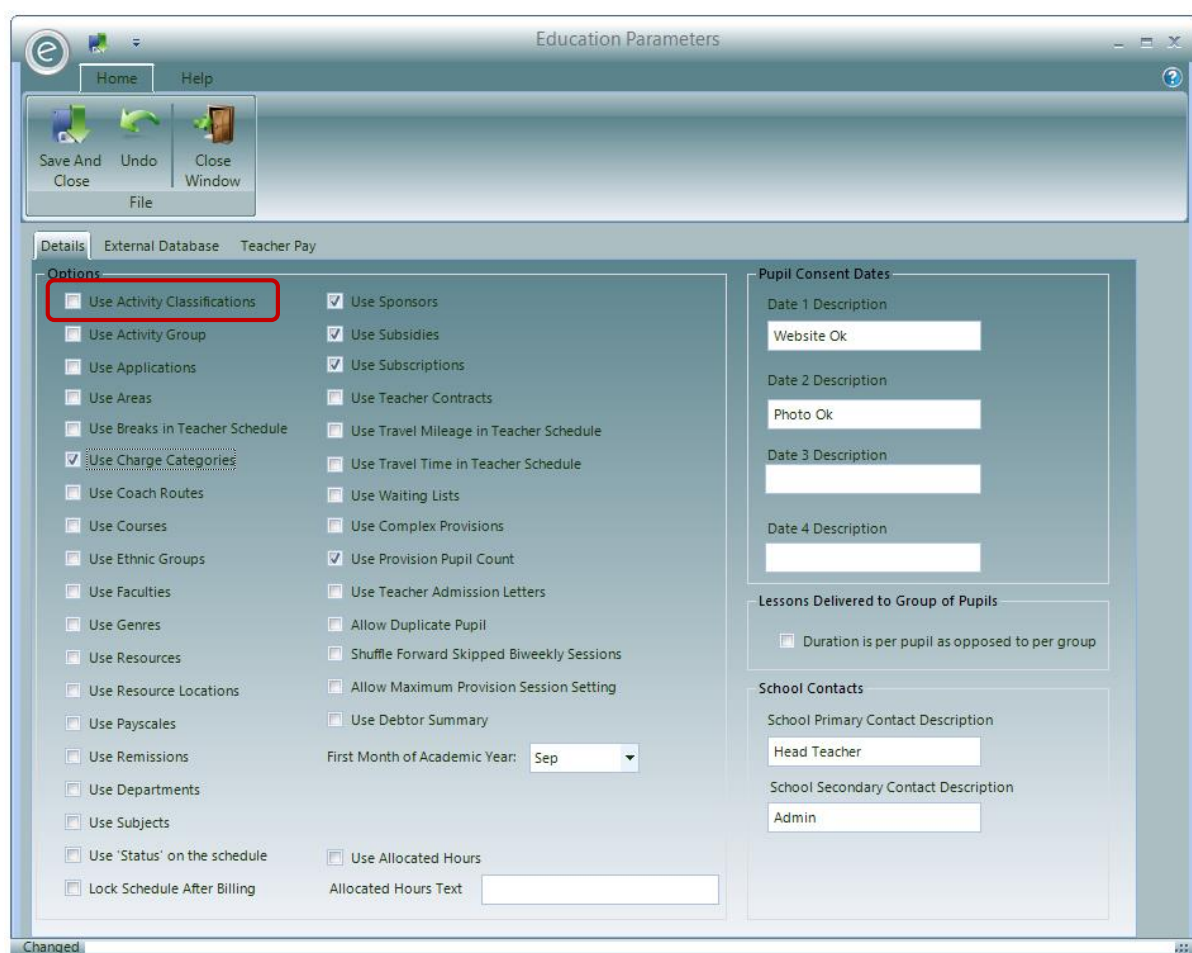 e
Education Parameters
Home
Help
Save And Close
Undo
Close Window
File
Details
External Database
Teacher Pay
Options
Use Activity Classifications
Use Activity Group
Use Applications
Use Areas
Use Breaks in Teacher Schedule
Use Charge Categories
Use Coach Routes
Use Courses
Use Ethnic Groups
Use Faculties
Use Genres
Use Resources
Use Resource Locations
Use Payscales
Use Remissions
Use Departments
Use Subjects
Use 'Status' on the schedule
Lock Schedule After Billing
Use Sponsors
Use Subsidies
Use Subscriptions
Use Teacher Contracts
Use Travel Mileage in Teacher Schedule
Use Travel Time in Teacher Schedule
Use Waiting Lists
Use Complex Provisions
Use Provision Pupil Count
Use Teacher Admission Letters
Allow Duplicate Pupil
Shuffle Forward Skipped Biweekly Sessions
Allow Maximum Provision Session Setting
Use Debtor Summary
First Month of Academic Year: Sep
Use Allocated Hours
Allocated Hours Text
Pupil Consent Dates
Date 1 Description
Website Ok
Date 2 Description
Photo Ok
Date 3 Description
Date 4 Description
Lessons Delivered to Group of Pupils
Duration is per pupil as opposed to per group
School Contacts
School Primary Contact Description
Head Teacher
School Secondary Contact Description
Admin
Changed